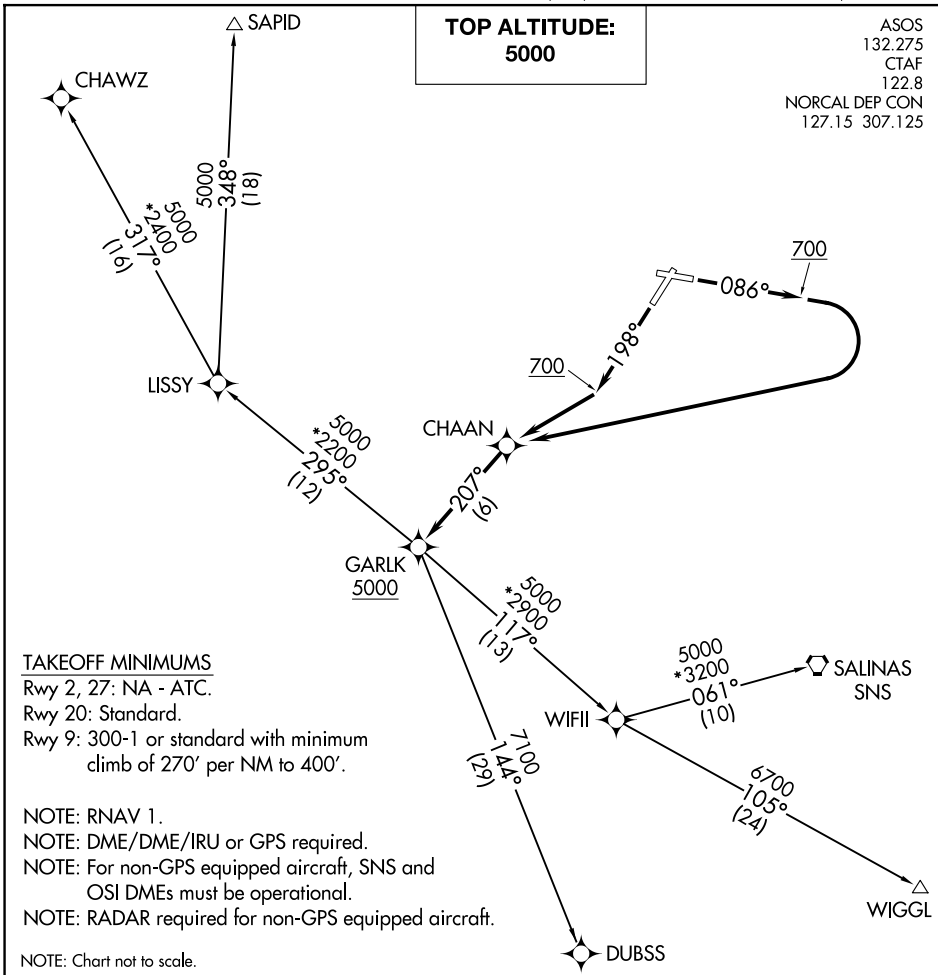 TOP ALTITUDE:
5000
ASOS
132.275
CTAF
122.8
NORCAL DEP CON
127.15 307.125
SAPID
CHAWZ
5000
348°
(18)
5000
*2400
317°
(16)
700
086°
198°
700
LISSY
CHAAN
5000
*2200
295°
(12)
207°
(6)
GARLK
5000
5000
*2900
117°
(13)
5000
*3200
061°
(10)
SALINAS
SNS
WIFII
7100
144°
(29)
6700
105°
(24)
WIGGL
DUBSS
TAKEOFF MINIMUMS
Rwy 2, 27: NA - ATC.
Rwy 20: Standard.
Rwy 9: 300-1 or standard with minimum
climb of 270' per NM to 400'.
NOTE: RNAV 1.
NOTE: DME/DME/IRU or GPS required.
NOTE: For non-GPS equipped aircraft, SNS and
OSI DMEs must be operational.
NOTE: RADAR required for non-GPS equipped aircraft.
NOTE: Chart not to scale.